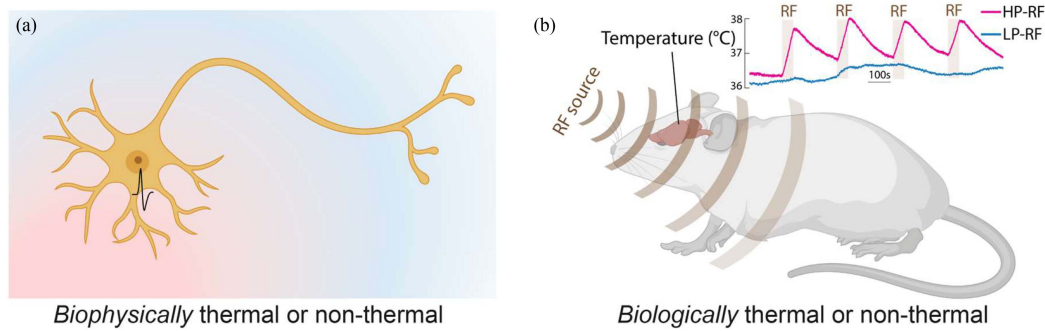 (a)
Biophysically thermal or non-thermal
(b)
Temperature (°C)
RF source
38
37
36
RF RF RF RF
HP-RF
LP-RF
100s
Biologically thermal or non-thermal